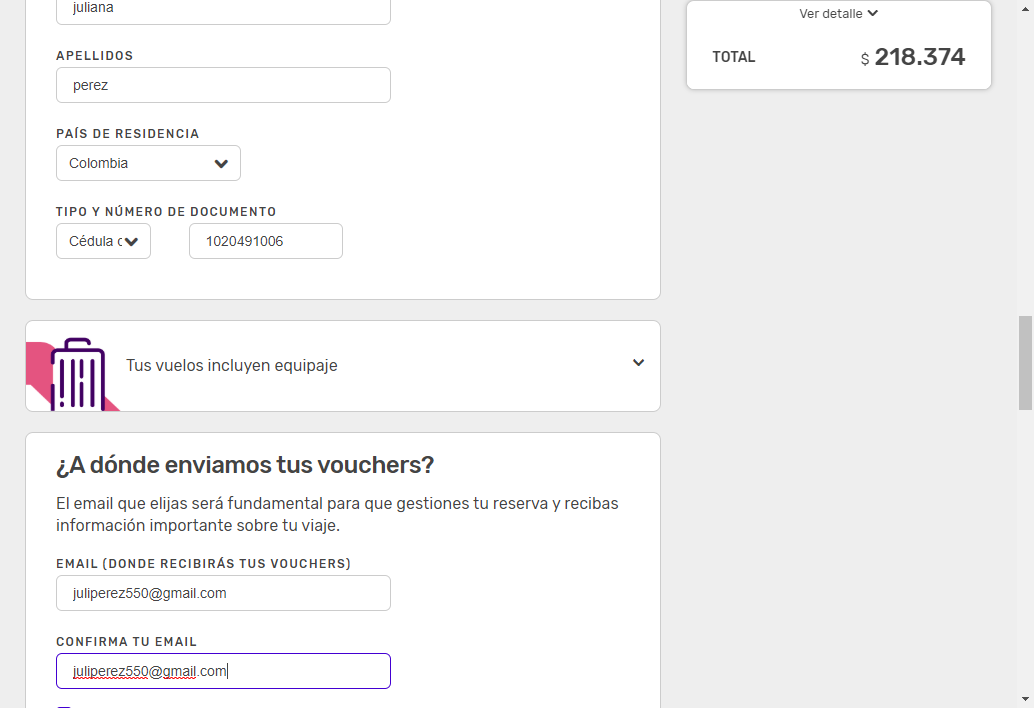 juliana
APELLIDOS
perez
PAÍS DE RESIDENCIA
Colombia
TIPO Y NÚMERO DE DOCUMENTO
Cédula c
1020491006
Tus vuelos incluyen equipaje
¿A dónde enviamos tus vouchers?
El email que elijas será fundamental para que gestiones tu reserva y recibas
información importante sobre tu viaje.
EMAIL (DONDE RECIBIRÁS TUS VOUCHERS)
juliperez550@gmail.com
CONFIRMA TU EMAIL
juliperez550@gmail.com
Ver detalle
TOTAL $ 218.374